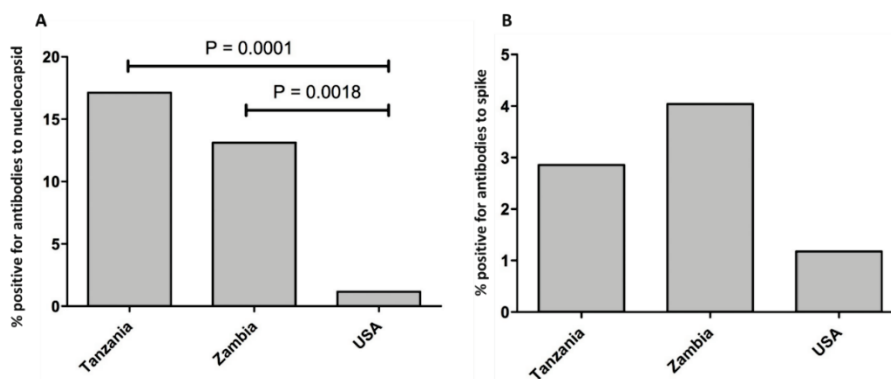 A
% positive for antibodies to nucleocapsid
20
15
10
5
0
P = 0.0001
P = 0.0018
Tanzania
Zambia
USA
B
% positive for antibodies to spike
5
4
3
2
1
0
Tanzania
Zambia
USA